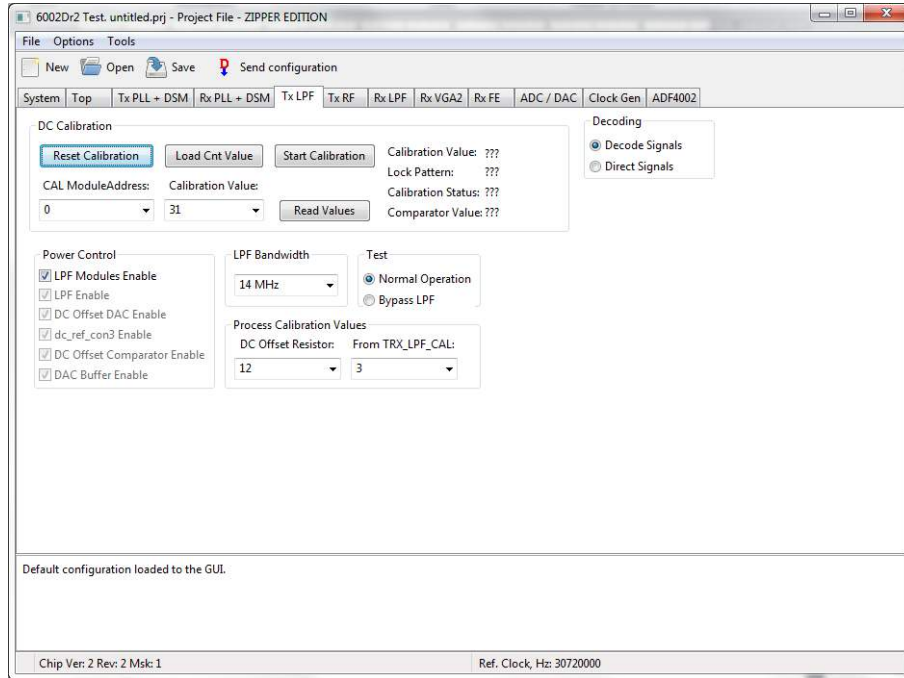 6002Dr2 Test. untitled.prj - Project File - ZIPPER EDITION
File Options Tools
New Open Save Send configuration
System Top Tx PLL + DSM Rx PLL + DSM Tx LPF Tx RF Rx LPF Rx VGA2 Rx FE ADC / DAC Clock Gen ADF4002
DC Calibration
Reset Calibration Load Cnt Value Start Calibration
CAL ModuleAddress: Calibration Value:
0 31 Read Values
Calibration Value: ???
Lock Pattern: ???
Calibration Status: ???
Comparator Value: ???
Decoding
Decode Signals
Direct Signals
Power Control
LPF Modules Enable
LPF Enable
DC Offset DAC Enable
dc_ref_con3 Enable
DC Offset Comparator Enable
DAC Buffer Enable
LPF Bandwidth
14 MHz
Test
Normal Operation
Bypass LPF
Process Calibration Values
DC Offset Resistor: From TRX_LPF_CAL:
12 3
Default configuration loaded to the GUI.
Chip Ver: 2 Rev: 2 Msk: 1 Ref. Clock, Hz: 30720000